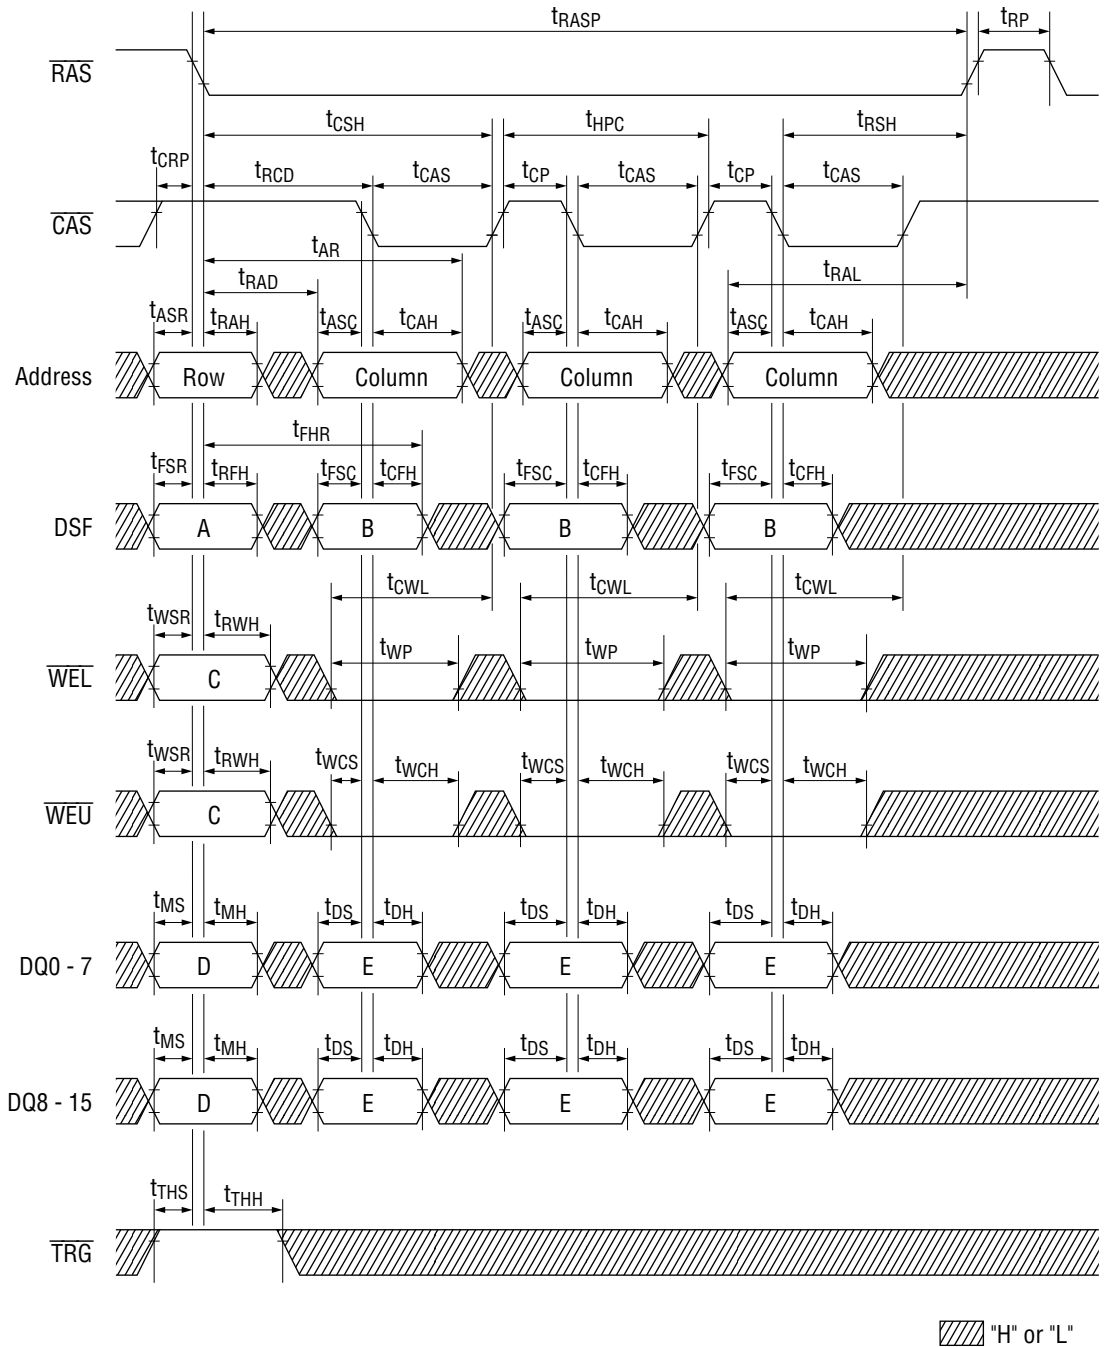 tRASP tRP
RAS
tCSH tHPC tRSH
tCRP tRCD tCAS tCP tCAS tCP tCAS
CAS
tAR
tRAD tRAL
tASR tRAH tASC tCAH tASC tCAH tASC tCAH
Address Row Column Column Column
tFHR
tFSR tRFH tFSC tCFH tFSC tCFH tFSC tCFH
DSF A B B B
tCWL tCWL tCWL
tWSR tRWH tWP tWP tWP
WEL C
tWSR tRWH tWCS tWCH tWCS tWCH tWCS tWCH
WEU C
tMS tMH tDS tDH tDS tDH tDS tDH
DQ0 - 7 D E E E
tMS tMH tDS tDH tDS tDH tDS tDH
DQ8 - 15 D E E E
tTHS tTHH
TRG
"H" or "L"